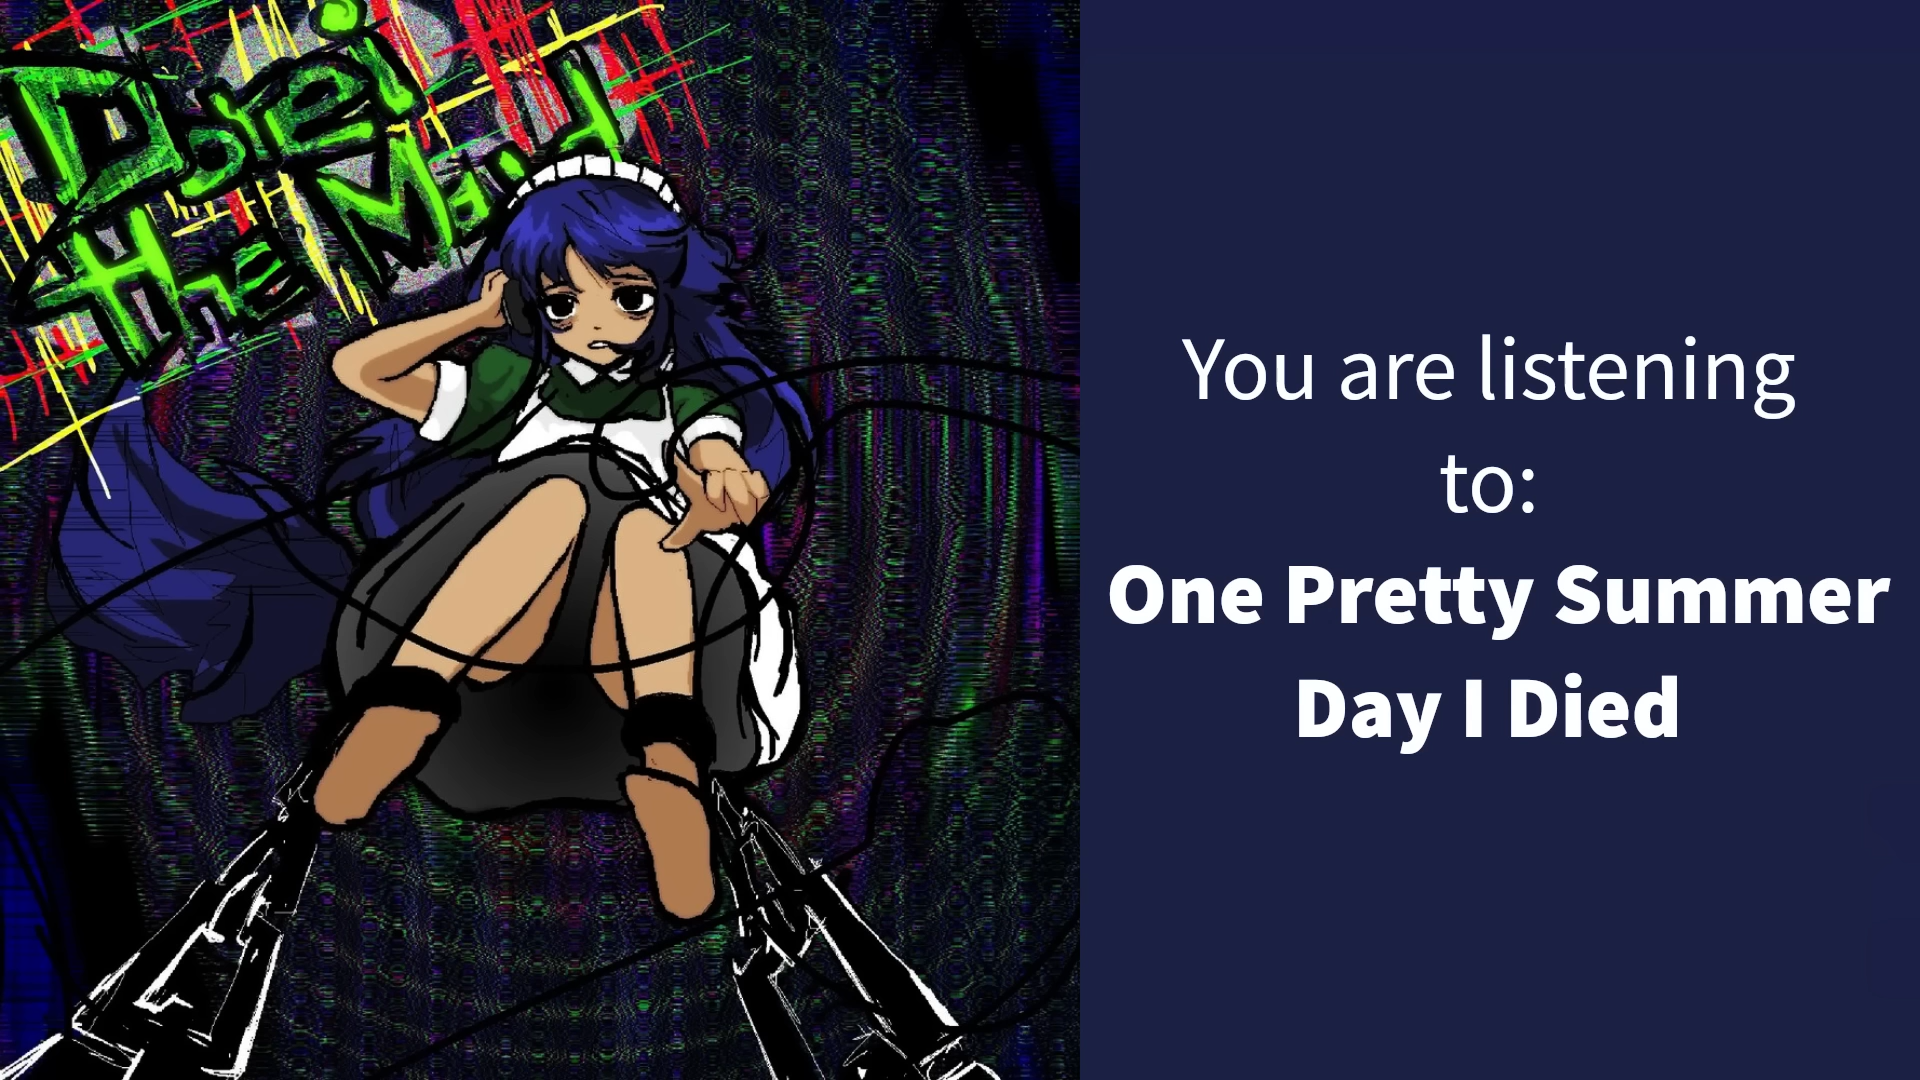 Dorei
the Maid
You are listening
to:
One Pretty Summer
Day I Died